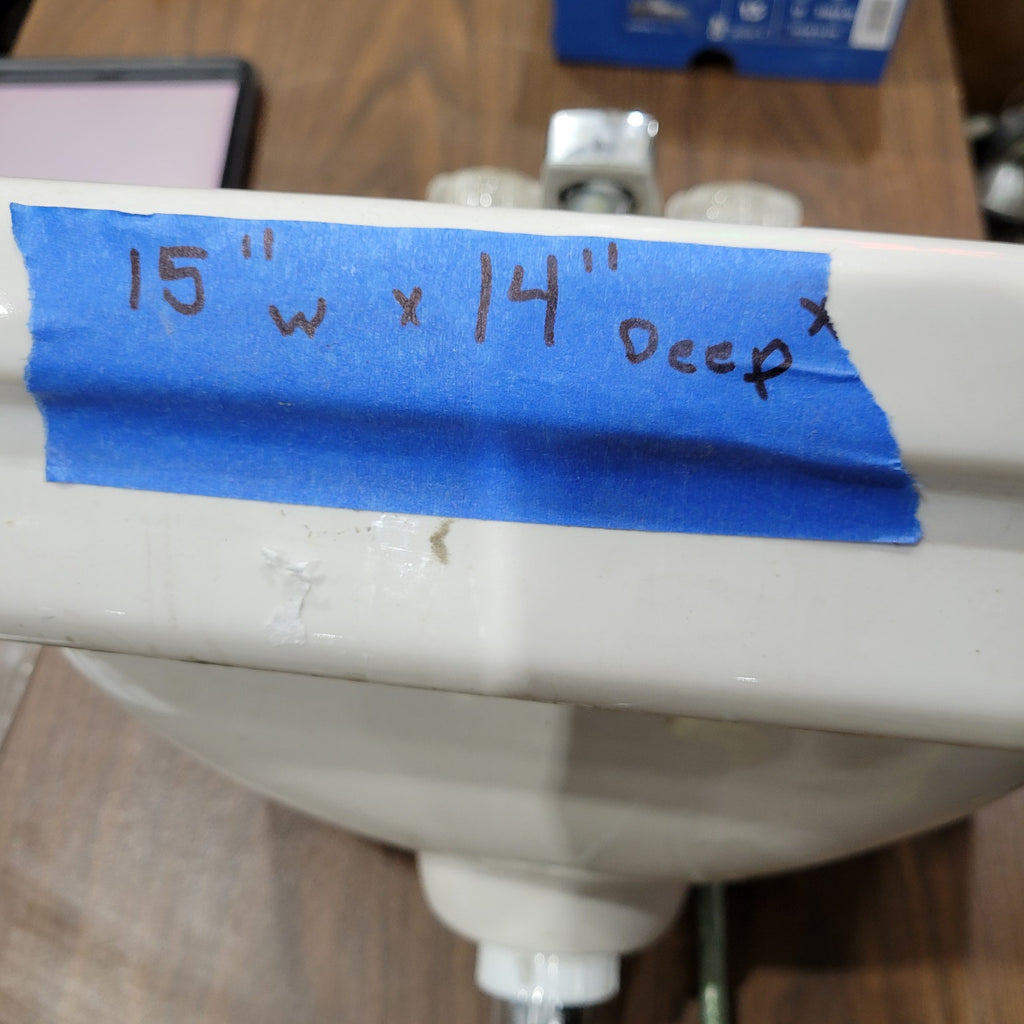 15" W x 14" Deep x